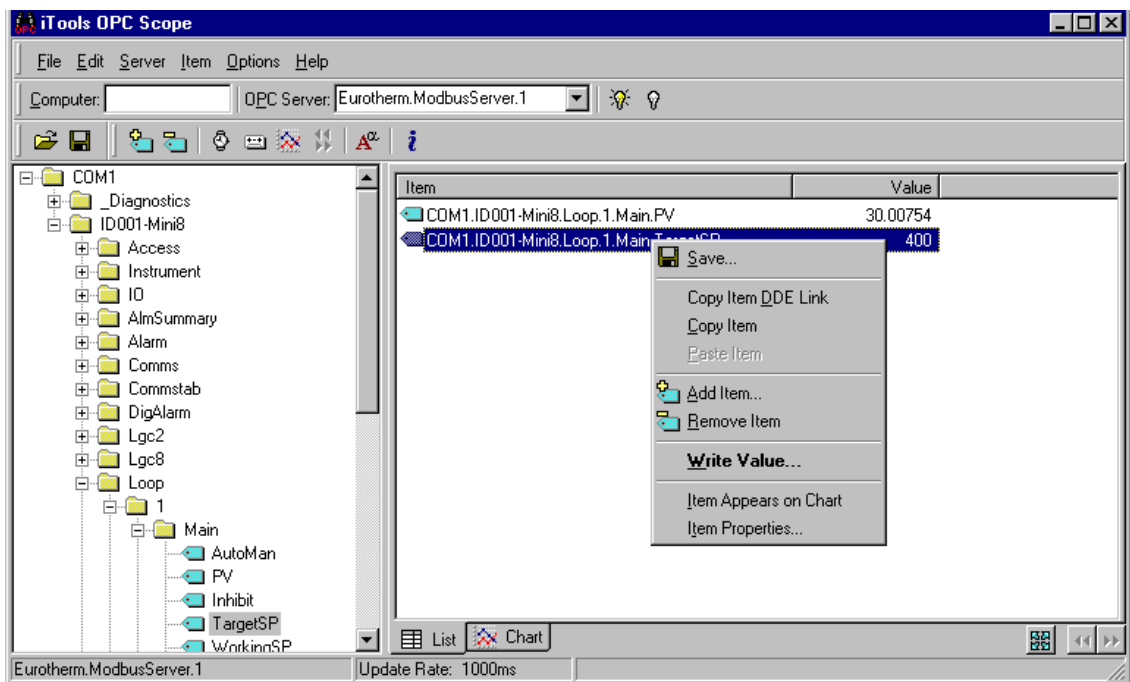 iTools OPC Scope
File Edit Server Item Options Help
Computer: OPC Server: Eurotherm.ModbusServer.1
COM1
_Diagnostics
ID001-Mini8
Access
Instrument
IO
AlmSummary
Alarm
Comms
Commstab
DigAlarm
Lgc2
Lgc8
Loop
1
Main
AutoMan
PV
Inhibit
TargetSP
WorkingSP
Item Value
COM1.ID001-Mini8.Loop.1.Main.PV 30.00754
COM1.ID001-Mini8.Loop.1.Main.TargetSP 400
Save...
Copy Item DDE Link
Copy Item
Paste Item
Add Item...
Remove Item
Write Value...
Item Appears on Chart
Item Properties...
List Chart
Eurotherm.ModbusServer.1 Update Rate: 1000ms